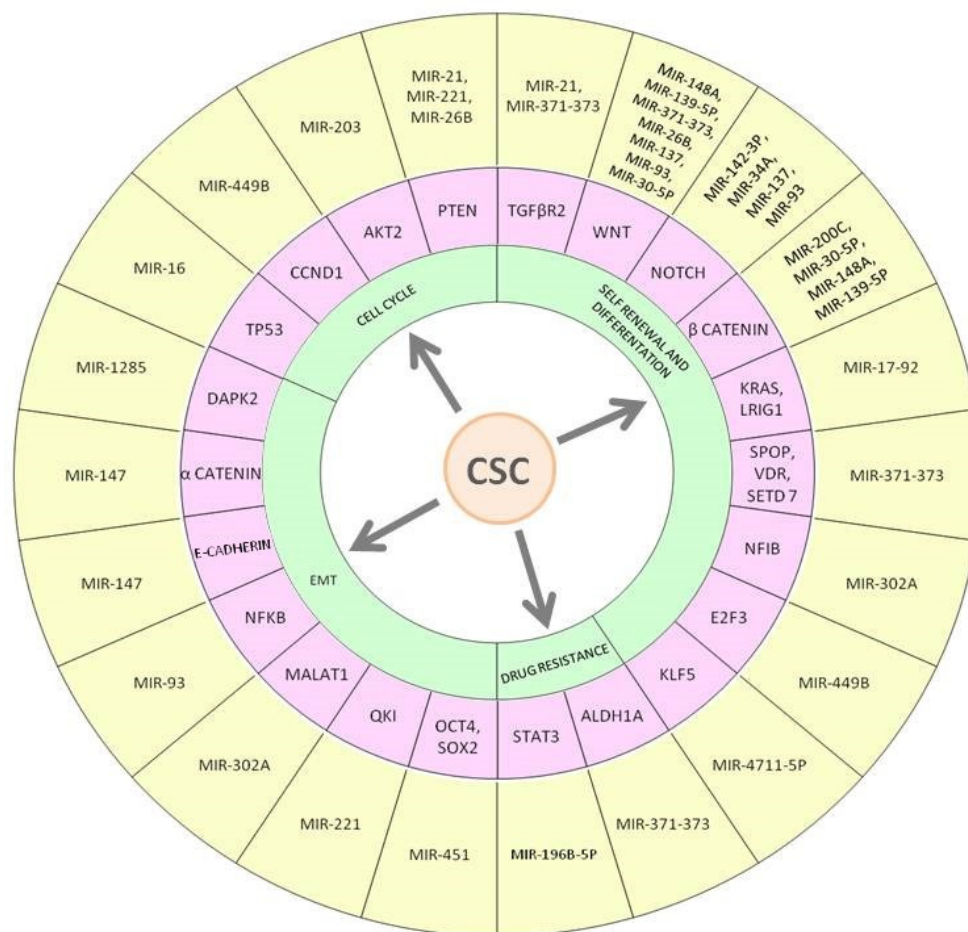 MIR-21,
MIR-221,
MIR-26B
MIR-21,
MIR-371-373
MIR-148A,
MIR-139-5P,
MIR-371-373,
MIR-26B,
MIR-137,
MIR-93,
MIR-30-5P
MIR-142-3P,
MIR-34A,
MIR-137,
MIR-93
MIR-200C,
MIR-30-5P,
MIR-148A,
MIR-139-5P
MIR-17-92
MIR-371-373
MIR-302A
MIR-449B
MIR-4711-5P
MIR-371-373
MIR-196B-5P
MIR-451
MIR-221
MIR-302A
MIR-93
MIR-147
MIR-147
MIR-1285
MIR-16
MIR-449B
MIR-203
PTEN
TGFβR2
WNT
NOTCH
β CATENIN
KRAS,
LRIG1
SPOP,
VDR,
SETD 7
NFIB
E2F3
KLF5
ALDH1A
STAT3
OCT4,
SOX2
QKI
MALAT1
NFKB
E-CADHERIN
α CATENIN
DAPK2
TP53
CCND1
AKT2
CELL CYCLE
SELF RENEWAL AND
DIFFERENTATION
DRUG RESISTANCE
EMT
CSC